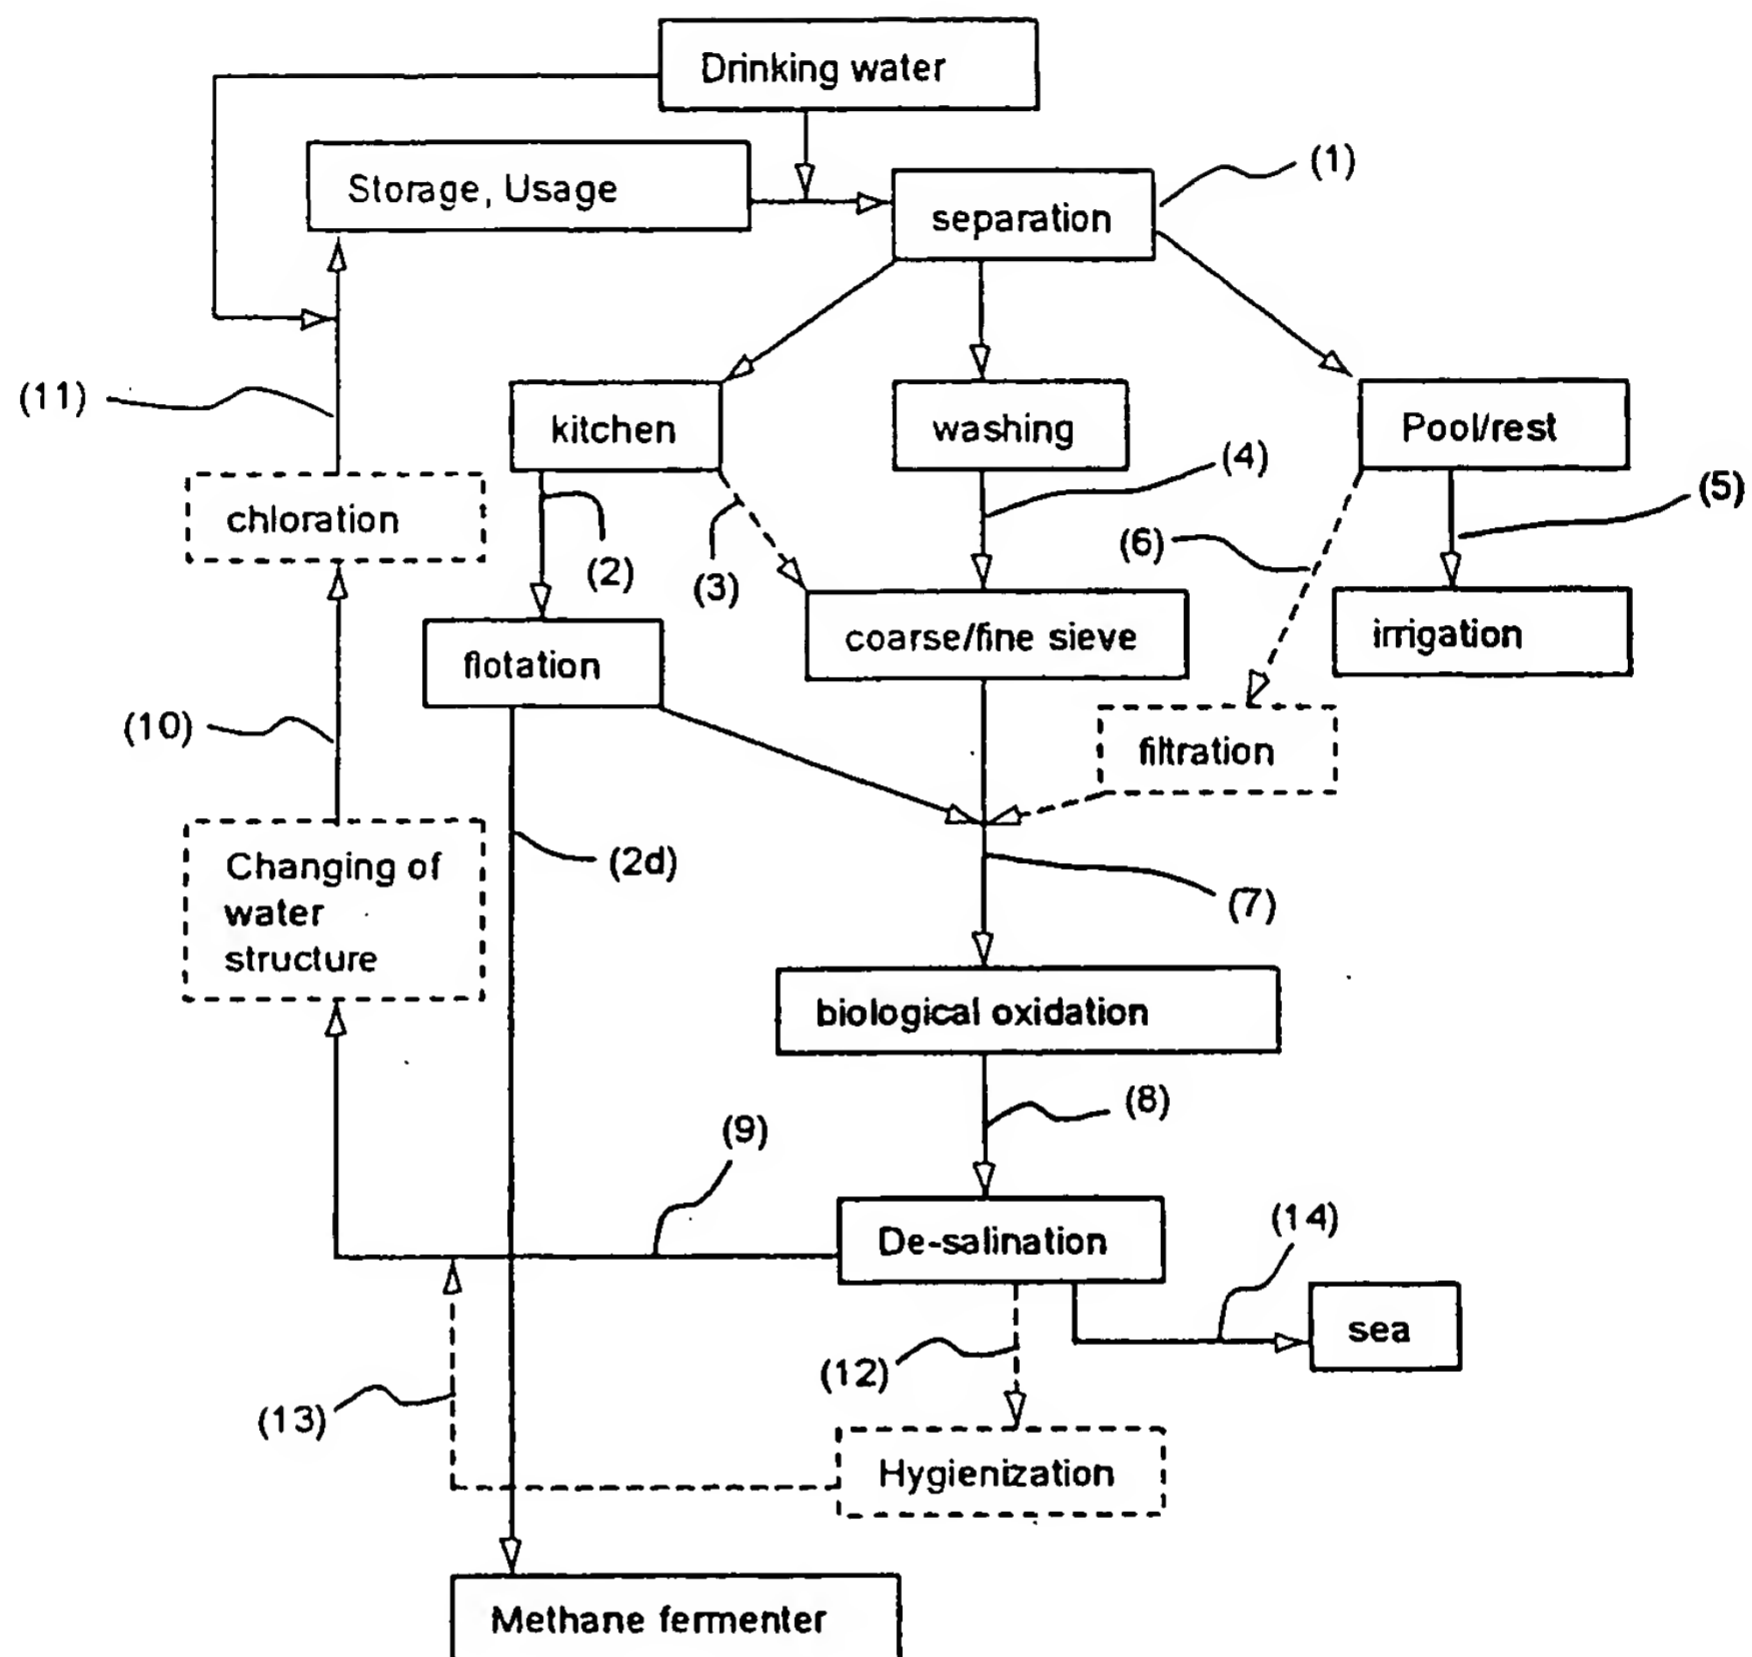 Drinking water
Storage, Usage
separation
(1)
(11)
kitchen
washing
Pool/rest
(4)
(5)
chloration
(2)
(3)
(6)
flotation
coarse/fine sieve
irrigation
(10)
filtration
Changing of
water
structure
(2d)
(7)
biological oxidation
(8)
(9)
De-salination
(14)
sea
(12)
(13)
Hygienization
Methane fermenter